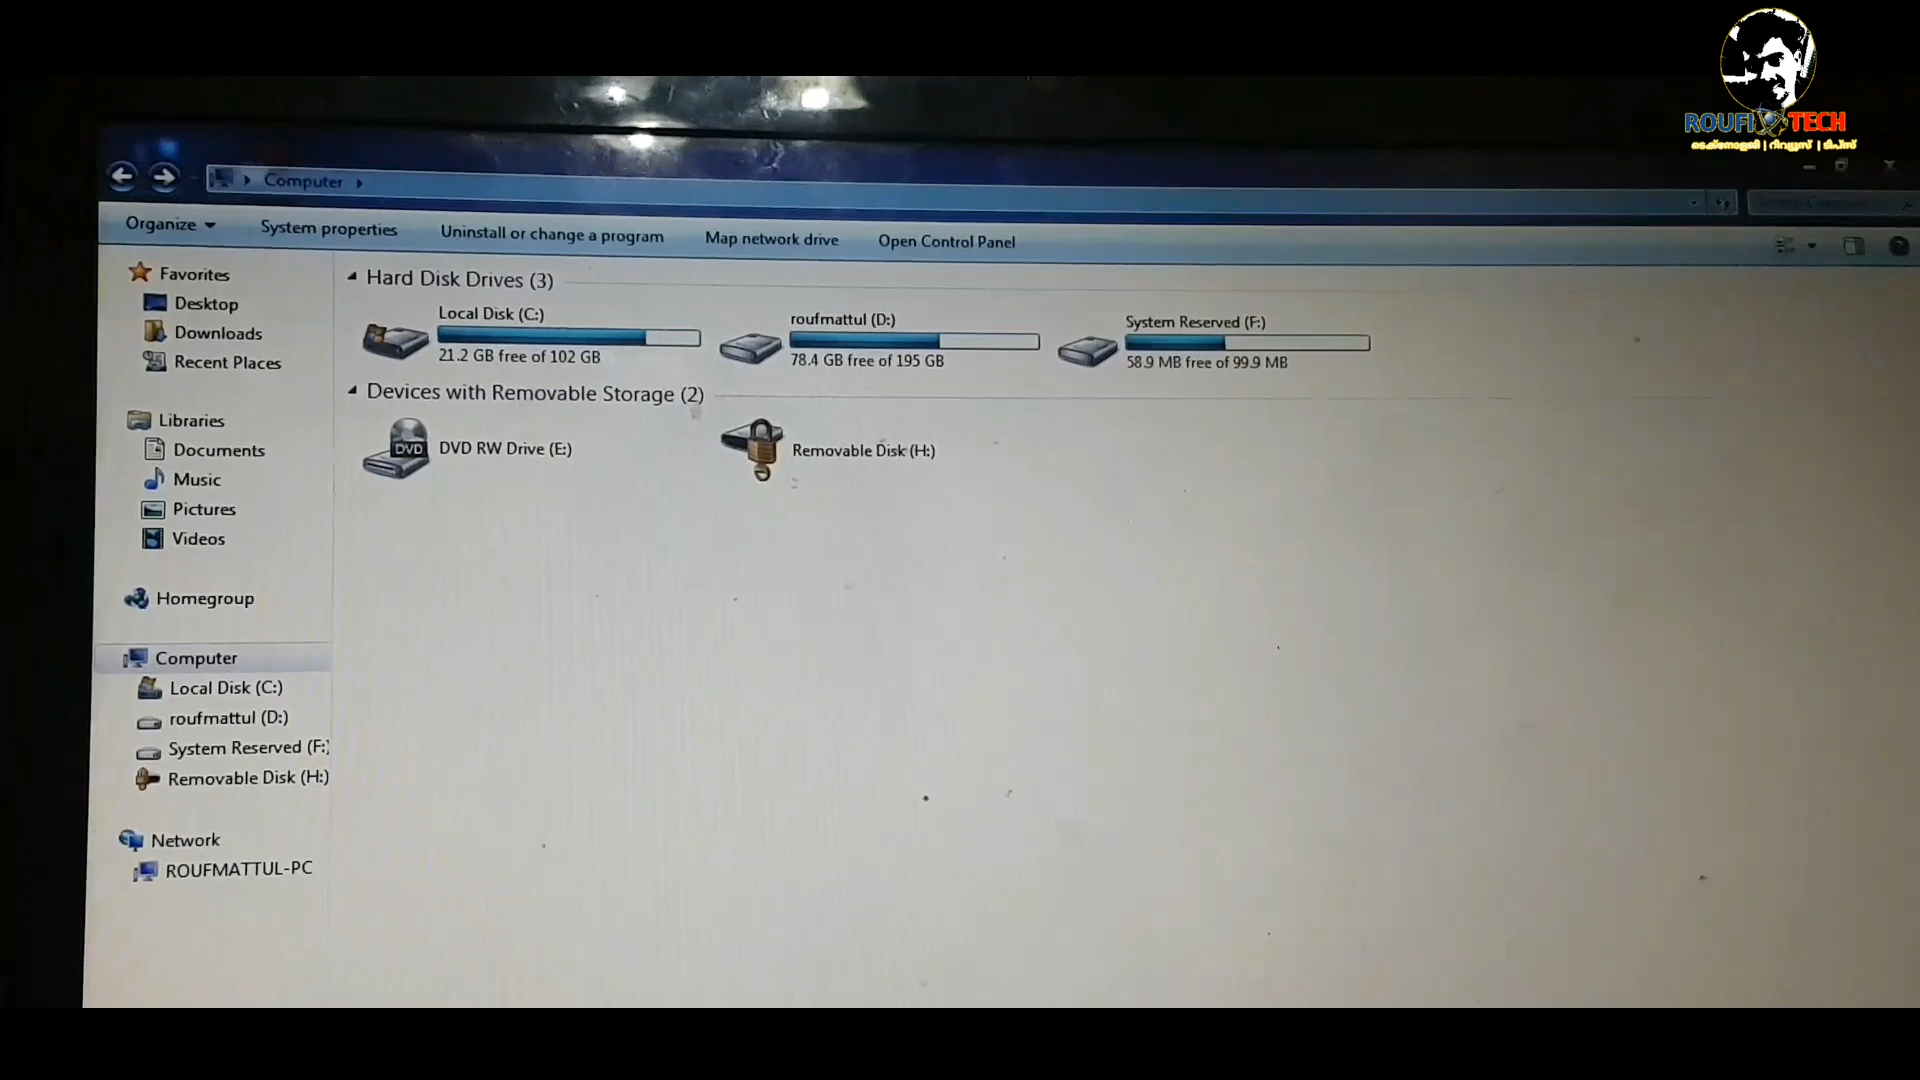 ROUFI TECH
ടെക്നോളജി | റിവ്യൂസ് | ടിപ്സ്
Computer
Organize
System properties
Uninstall or change a program
Map network drive
Open Control Panel
Favorites
Desktop
Downloads
Recent Places
Libraries
Documents
Music
Pictures
Videos
Homegroup
Computer
Local Disk (C:)
roufmattul (D:)
System Reserved (F:)
Removable Disk (H:)
Network
ROUFMATTUL-PC
Hard Disk Drives (3)
Local Disk (C:)
21.2 GB free of 102 GB
roufmattul (D:)
78.4 GB free of 195 GB
System Reserved (F:)
58.9 MB free of 99.9 MB
Devices with Removable Storage (2)
DVD
DVD RW Drive (E:)
Removable Disk (H:)